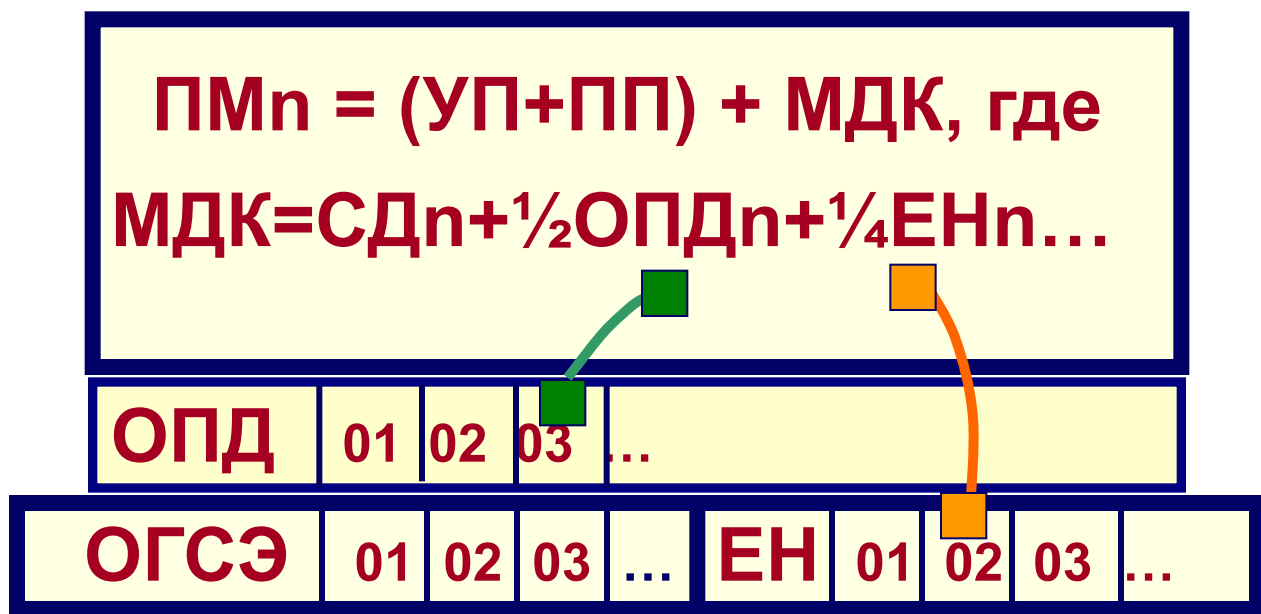 ПМn = (УП+ПП) + МДК, где
МДК=СДn+½ОПДn+¼ЕНn…
ОПД 01 02 03 …
ОГСЭ 01 02 03 … ЕН 01 02 03 …